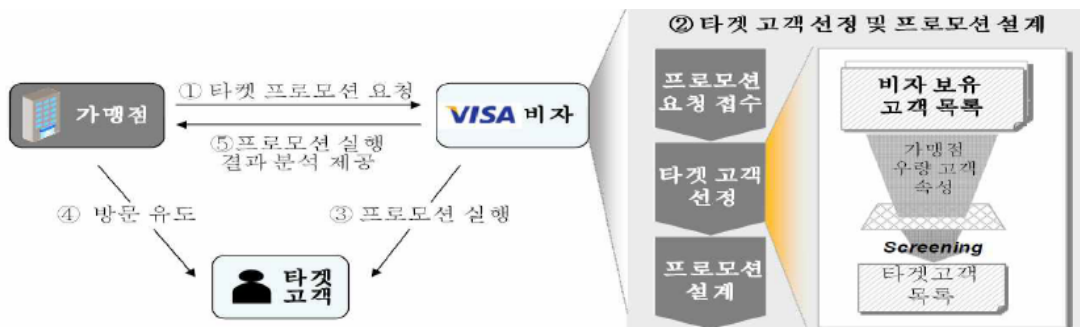 ② 타겟 고객 선정 및 프로모션 설계
가맹점
① 타켓 프로모션 요청
VISA 비자
⑤프로모션 실행
결과 분석 제공
④ 방문 유도
③ 프로모션 실행
타겟
고객
프로모션
요청 접수
타겟 고객
선정
프로모션
설계
비자 보유
고객 목록
가맹점
우량 고객
속성
Screening
타겟고객
목록